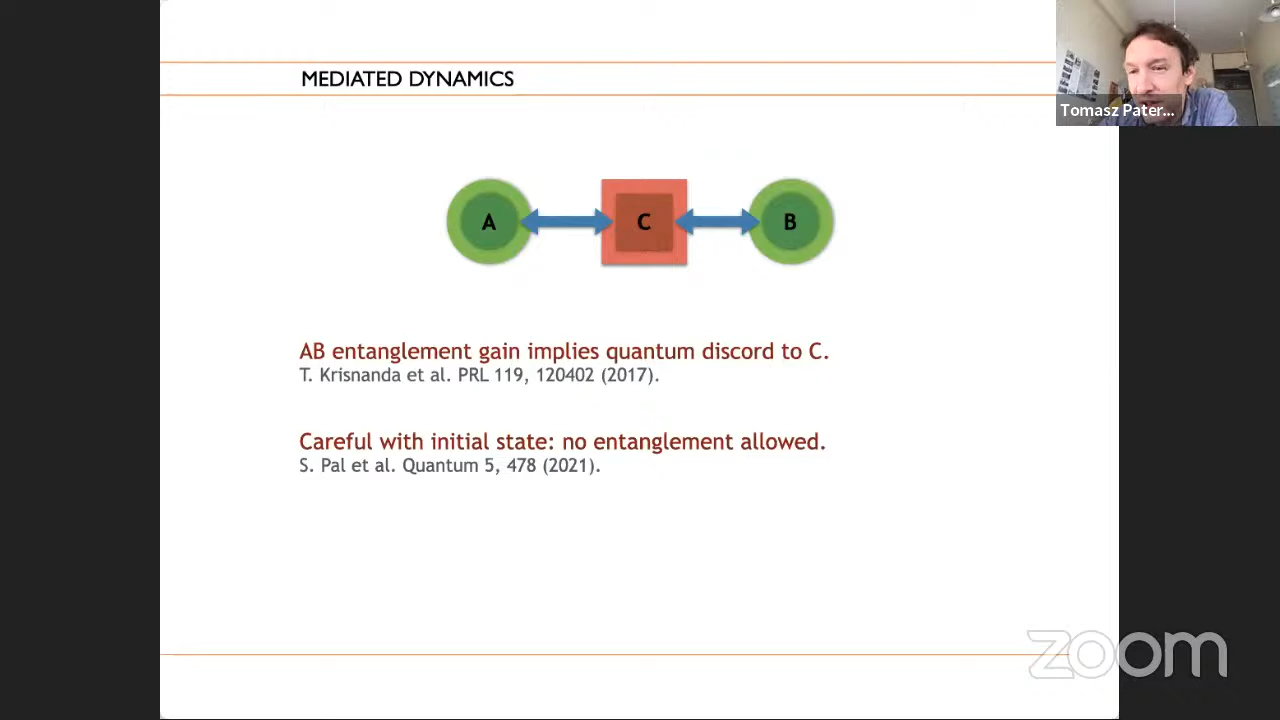 MEDIATED DYNAMICS
Tomasz Pater...
A
C
B
AB entanglement gain implies quantum discord to C.
T. Krisnanda et al. PRL 119, 120402 (2017).
Careful with initial state: no entanglement allowed.
S. Pal et al. Quantum 5, 478 (2021).
zoom